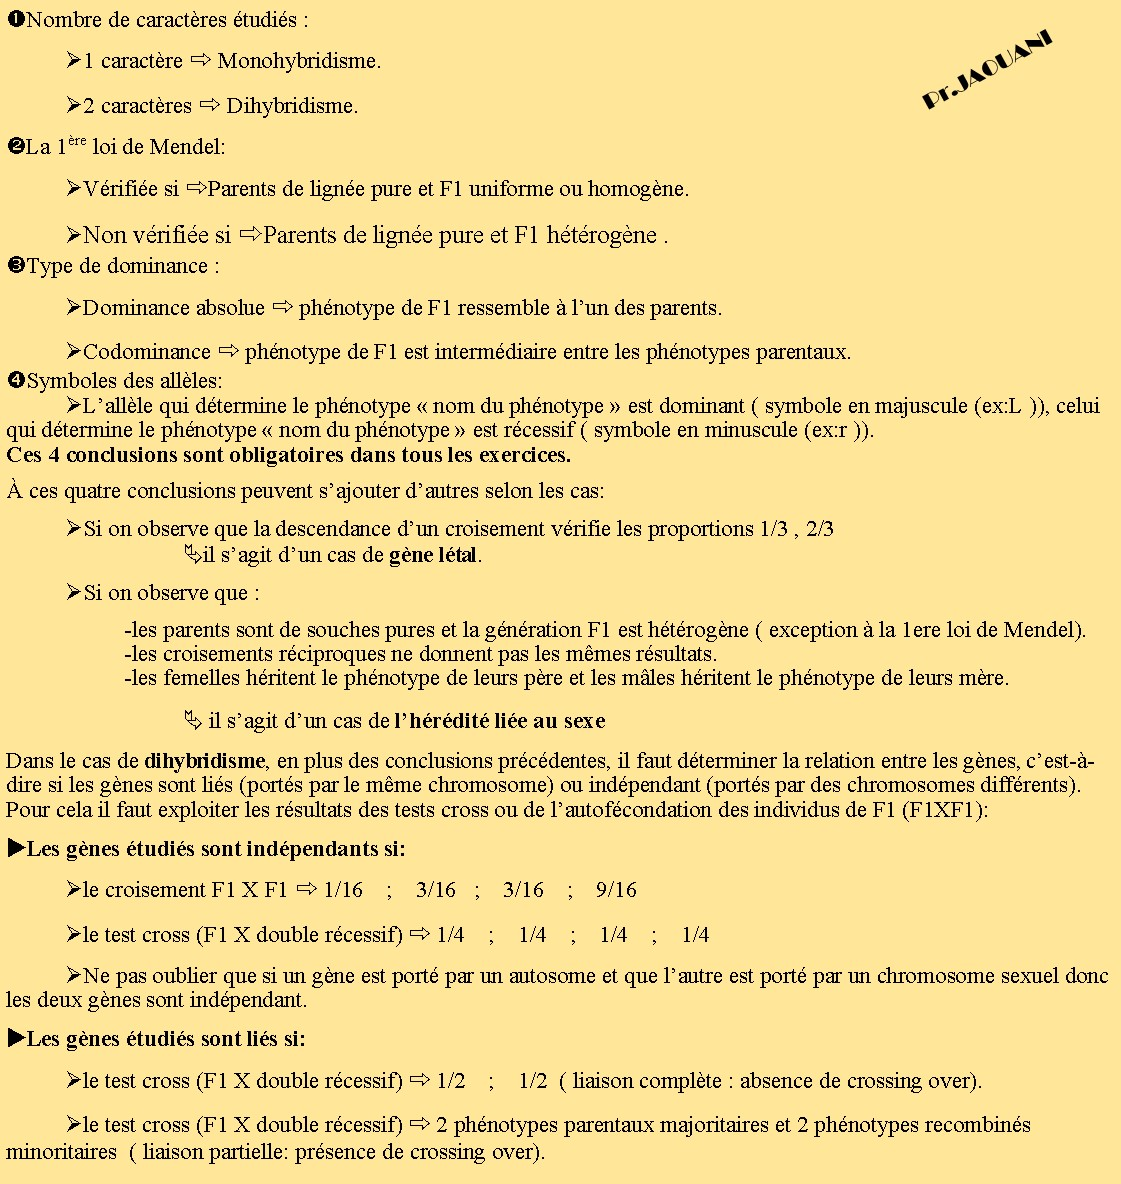 ❶Nombre de caractères étudiés :
➢1 caractère ⇨ Monohybridisme.
Pr.JAOUANI
➢2 caractères ⇨ Dihybridisme.
❷La 1ère loi de Mendel:
➢Vérifiée si ⇨Parents de lignée pure et F1 uniforme ou homogène.
➢Non vérifiée si ⇨Parents de lignée pure et F1 hétérogène .
❸Type de dominance :
➢Dominance absolue ⇨ phénotype de F1 ressemble à l’un des parents.
➢Codominance ⇨ phénotype de F1 est intermédiaire entre les phénotypes parentaux.
❹Symboles des allèles:
➢L’allèle qui détermine le phénotype « nom du phénotype » est dominant ( symbole en majuscule (ex:L )), celui
qui détermine le phénotype « nom du phénotype » est récessif ( symbole en minuscule (ex:r )).
Ces 4 conclusions sont obligatoires dans tous les exercices.
À ces quatre conclusions peuvent s’ajouter d’autres selon les cas:
➢Si on observe que la descendance d’un croisement vérifie les proportions 1/3 , 2/3
⮡il s’agit d’un cas de gène létal.
➢Si on observe que :
-les parents sont de souches pures et la génération F1 est hétérogène ( exception à la 1ere loi de Mendel).
-les croisements réciproques ne donnent pas les mêmes résultats.
-les femelles héritent le phénotype de leurs père et les mâles héritent le phénotype de leurs mère.
⮡ il s’agit d’un cas de l’hérédité liée au sexe
Dans le cas de dihybridisme, en plus des conclusions précédentes, il faut déterminer la relation entre les gènes, c’est-à-
dire si les gènes sont liés (portés par le même chromosome) ou indépendant (portés par des chromosomes différents).
Pour cela il faut exploiter les résultats des tests cross ou de l’autofécondation des individus de F1 (F1XF1):
▶Les gènes étudiés sont indépendants si:
➢le croisement F1 X F1 ⇨ 1/16 ; 3/16 ; 3/16 ; 9/16
➢le test cross (F1 X double récessif) ⇨ 1/4 ; 1/4 ; 1/4 ; 1/4
➢Ne pas oublier que si un gène est porté par un autosome et que l’autre est porté par un chromosome sexuel donc
les deux gènes sont indépendant.
▶Les gènes étudiés sont liés si:
➢le test cross (F1 X double récessif) ⇨ 1/2 ; 1/2 ( liaison complète : absence de crossing over).
➢le test cross (F1 X double récessif) ⇨ 2 phénotypes parentaux majoritaires et 2 phénotypes recombinés
minoritaires ( liaison partielle: présence de crossing over).